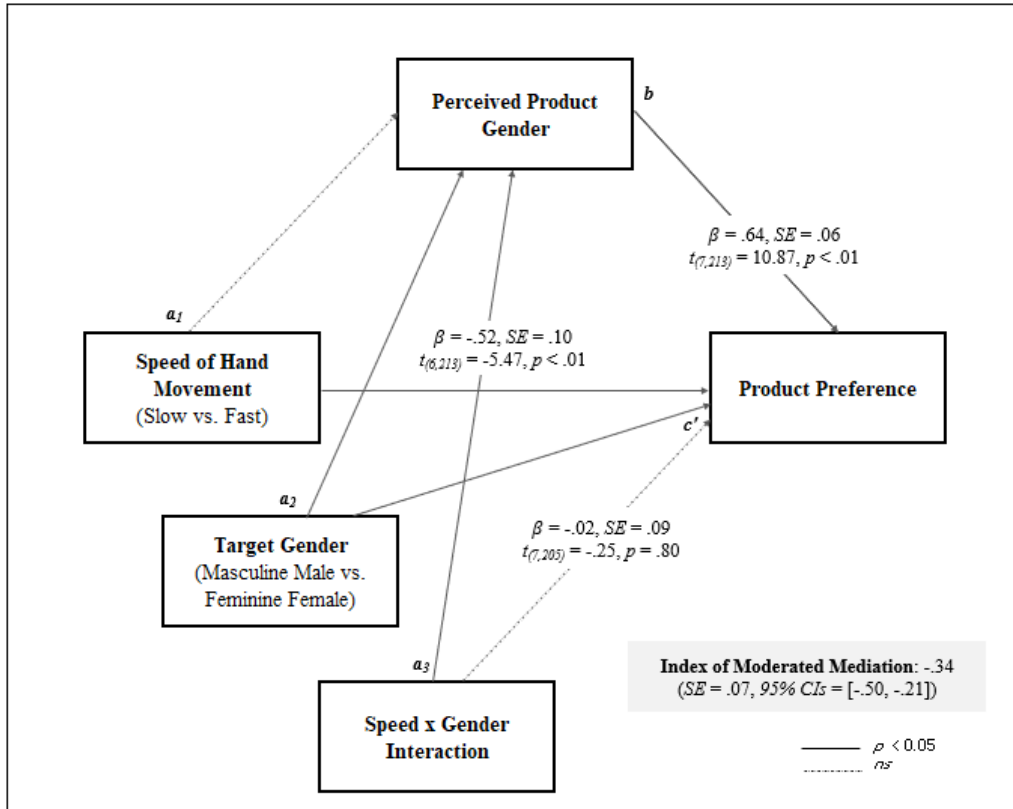 Perceived Product
Gender
b
β = .64, SE = .06
t(7,213) = 10.87, p < .01
a1
Speed of Hand
Movement
(Slow vs. Fast)
β = -.52, SE = .10
t(6,213) = -5.47, p < .01
Product Preference
c'
a2
Target Gender
(Masculine Male vs.
Feminine Female)
β = -.02, SE = .09
t(7,205) = -.25, p = .80
a3
Speed x Gender
Interaction
Index of Moderated Mediation: -.34
(SE = .07, 95% CIs = [-.50, -.21])
p < 0.05
ns